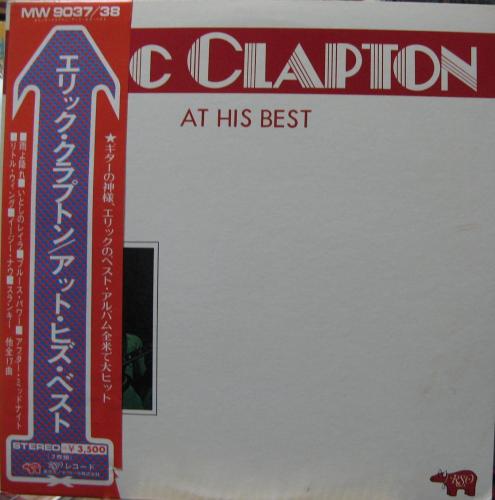 MW 9037/38
C CLAPTON
AT HIS BEST
エリック・クラプトン/アット・ヒズ・ベスト
★ギターの神様、エリックのベスト・アルバム全米で大ヒット
■雨よ降れ■いとしのレイラ■ブルース・パワー■アフター・ミッドナイト
■リトル・ウィング■イージー・ナウ■スランキー 他全17曲
STEREO ¥3,500
(2枚組)
RSO レコード
RSO